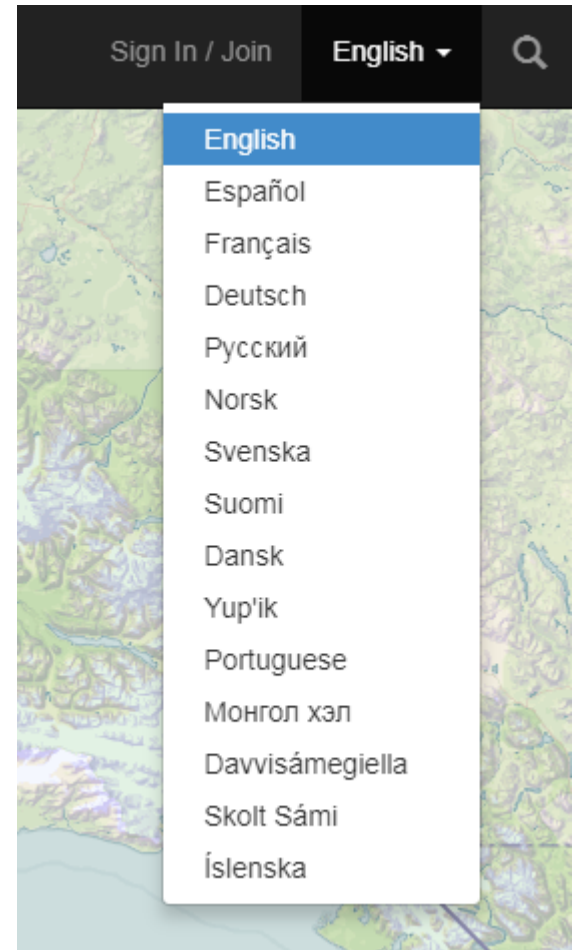 Sign In / Join English
English
Español
Français
Deutsch
Русский
Norsk
Svenska
Suomi
Dansk
Yup'ik
Portuguese
Монгол хэл
Davvisámegiella
Skolt Sámi
Íslenska